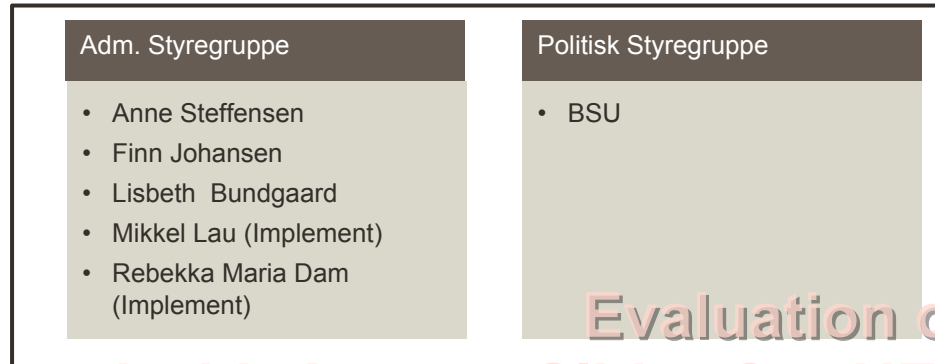 Adm. Styregruppe
• Anne Steffensen
• Finn Johansen
• Lisbeth Bundgaard
• Mikkel Lau (Implement)
• Rebekka Maria Dam
(Implement)
Politisk Styregruppe
• BSU
Evaluation